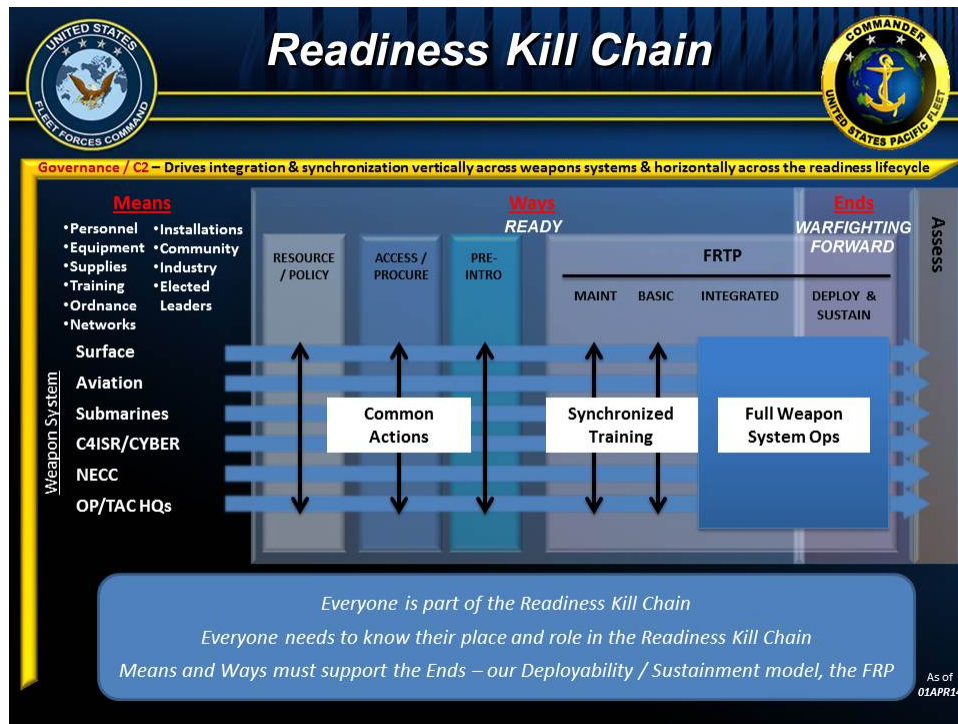 Readiness Kill Chain
UNITED STATES
FLEET FORCES COMMAND
COMMANDER
UNITED STATES PACIFIC FLEET
Governance / C2 – Drives integration & synchronization vertically across weapons systems & horizontally across the readiness lifecycle
Means
•Personnel
•Equipment
•Supplies
•Training
•Ordnance
•Networks
•Installations
•Community
•Industry
•Elected
Leaders
Ways
READY
Ends
WARFIGHTING
FORWARD
Assess
RESOURCE
/ POLICY
ACCESS /
PROCURE
PRE-
INTRO
FRTP
MAINT
BASIC
INTEGRATED
DEPLOY &
SUSTAIN
Weapon System
Surface
Aviation
Submarines
C4ISR/CYBER
NECC
OP/TAC HQs
Common
Actions
Synchronized
Training
Full Weapon
System Ops
Everyone is part of the Readiness Kill Chain
Everyone needs to know their place and role in the Readiness Kill Chain
Means and Ways must support the Ends – our Deployability / Sustainment model, the FRP
As of
01APR14